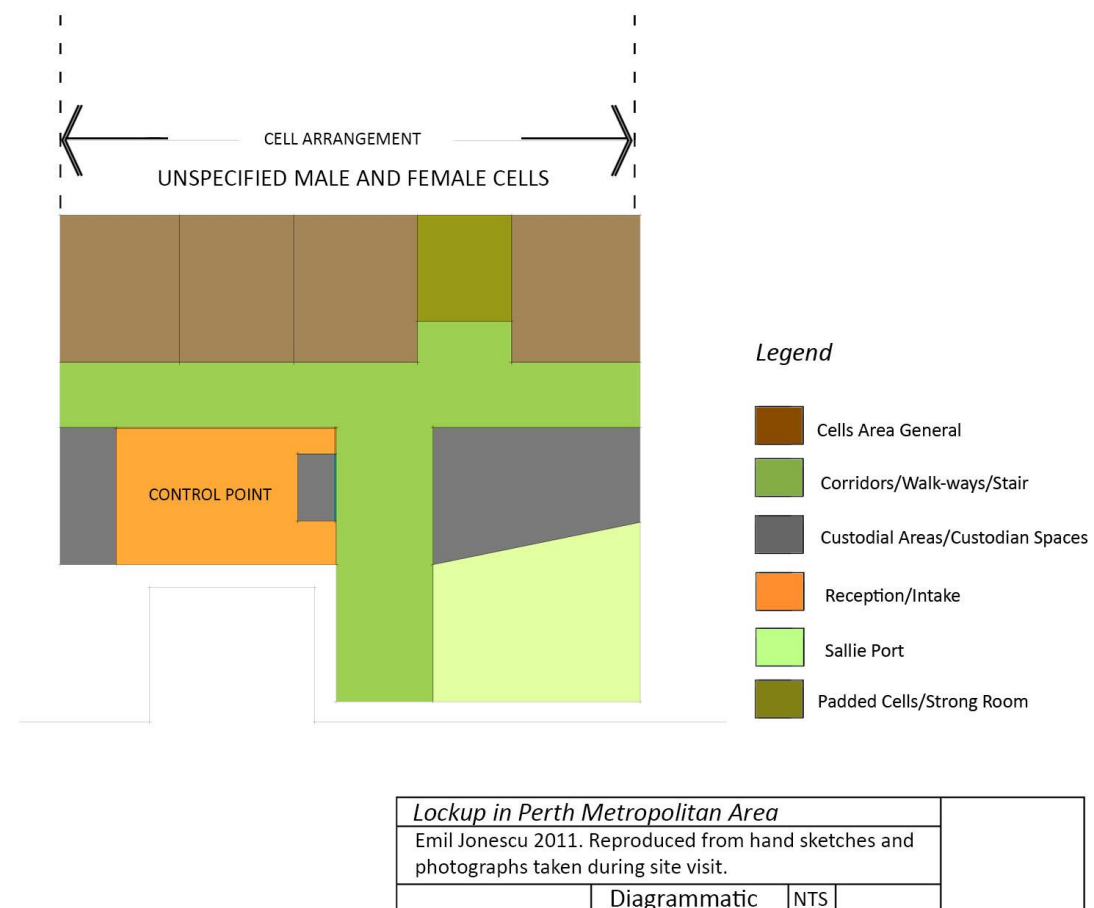 CELL ARRANGEMENT
UNSPECIFIED MALE AND FEMALE CELLS
CONTROL POINT
Legend
Cells Area General
Corridors/Walk-ways/Stair
Custodial Areas/Custodian Spaces
Reception/Intake
Sallie Port
Padded Cells/Strong Room
Lockup in Perth Metropolitan Area
Emil Jonescu 2011. Reproduced from hand sketches and
photographs taken during site visit.
Diagrammatic NTS